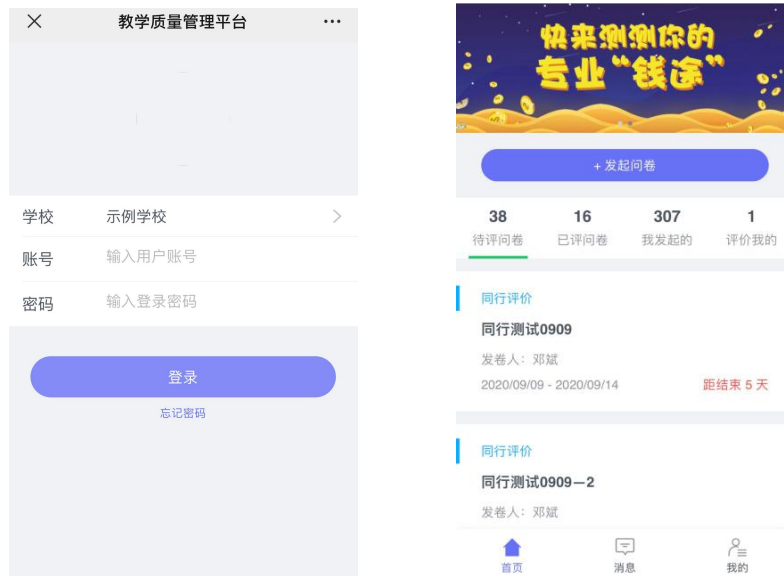 教学质量管理平台
学校 示例学校
账号 输入用户账号
密码 输入登录密码
登录
忘记密码
快来测测你的
专业“钱途”
+ 发起问卷
38 16 307 1
待评问卷 已评问卷 我发起的 评价我的
同行评价
同行测试0909
发卷人：邓斌
2020/09/09 - 2020/09/14 距结束 5 天
同行评价
同行测试0909—2
发卷人：邓斌
首页 消息 我的